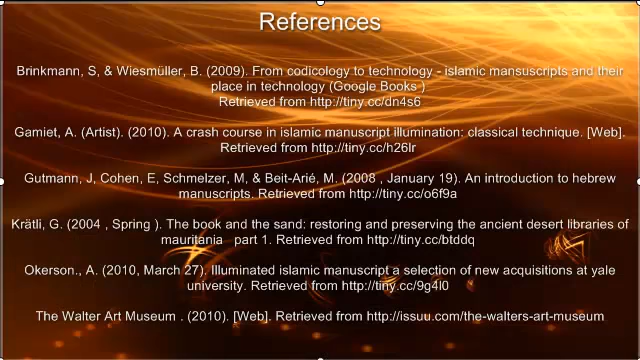 References
Brinkmann, S, & Wiesmüller, B. (2009). From codicology to technology - islamic mansuscripts and their
place in technology (Google Books )
Retrieved from http://tiny.cc/dn4s6
Gamiet, A. (Artist). (2010). A crash course in islamic manuscript illumination: classical technique. [Web].
Retrieved from http://tiny.cc/h26lr
Gutmann, J, Cohen, E, Schmelzer, M, & Beit-Arié, M. (2008 , January 19). An introduction to hebrew
manuscripts. Retrieved from http://tiny.cc/o6f9a
Krätli, G. (2004 , Spring ). The book and the sand: restoring and preserving the ancient desert libraries of
mauritania part 1. Retrieved from http://tiny.cc/btddq
Okerson., A. (2010, March 27). Illuminated islamic manuscript a selection of new acquisitions at yale
university. Retrieved from http://tiny.cc/9g4l0
The Walter Art Museum . (2010). [Web]. Retrieved from http://issuu.com/the-walters-art-museum